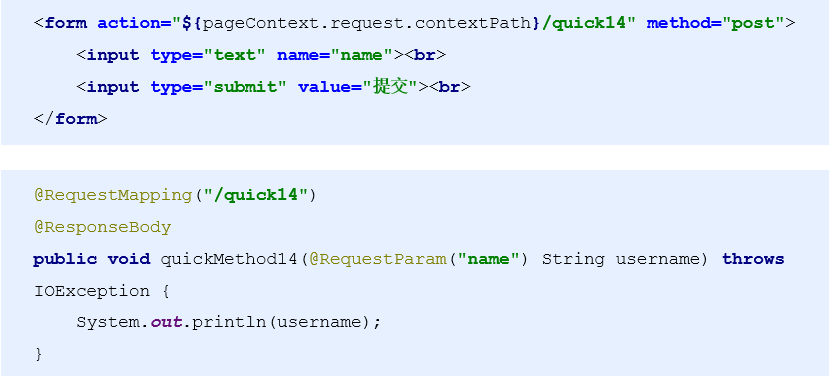 <form action="${pageContext.request.contextPath}/quick14" method="post">
<input type="text" name="name"><br>
<input type="submit" value="提交"><br>
</form>
@RequestMapping("/quick14")
@ResponseBody
public void quickMethod14(@RequestParam("name") String username) throws
IOException {
System.out.println(username);
}